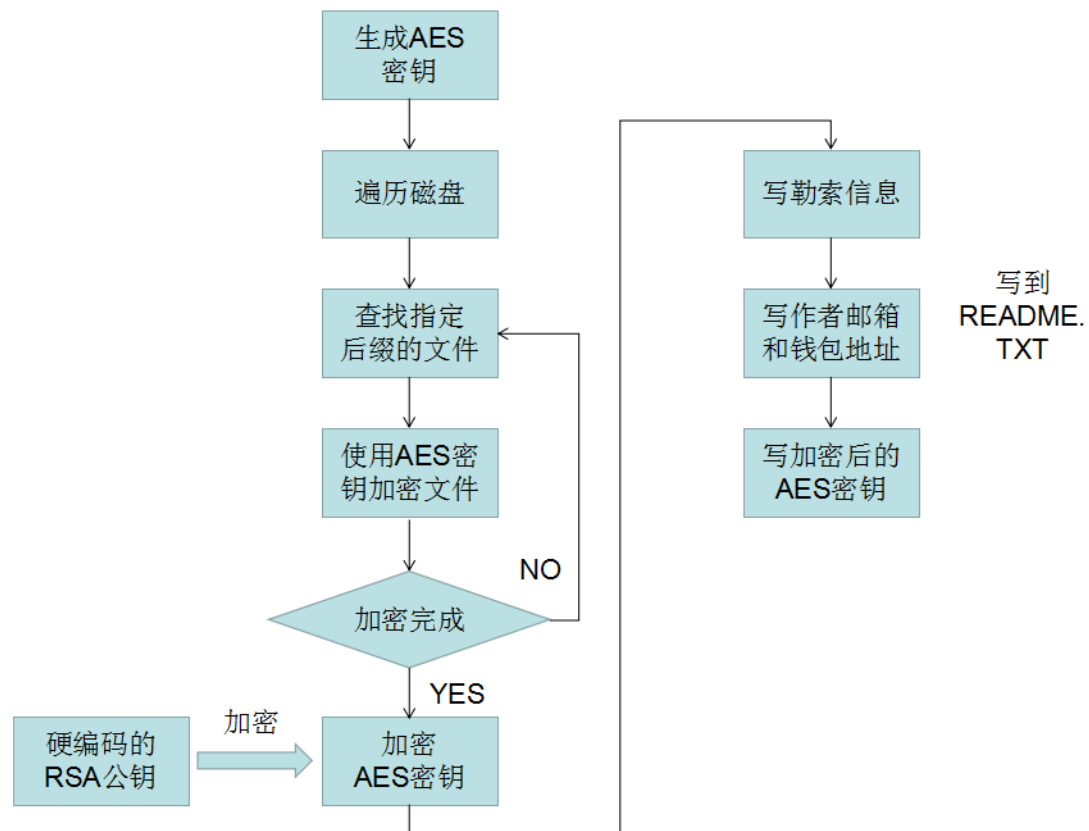 生成AES
密钥
遍历磁盘
查找指定
后缀的文件
使用AES密
钥加密文件
NO
加密完成
YES
硬编码的
RSA公钥
加密
加密
AES密钥
写勒索信息
写作者邮箱
和钱包地址
写加密后的
AES密钥
写到
README.
TXT